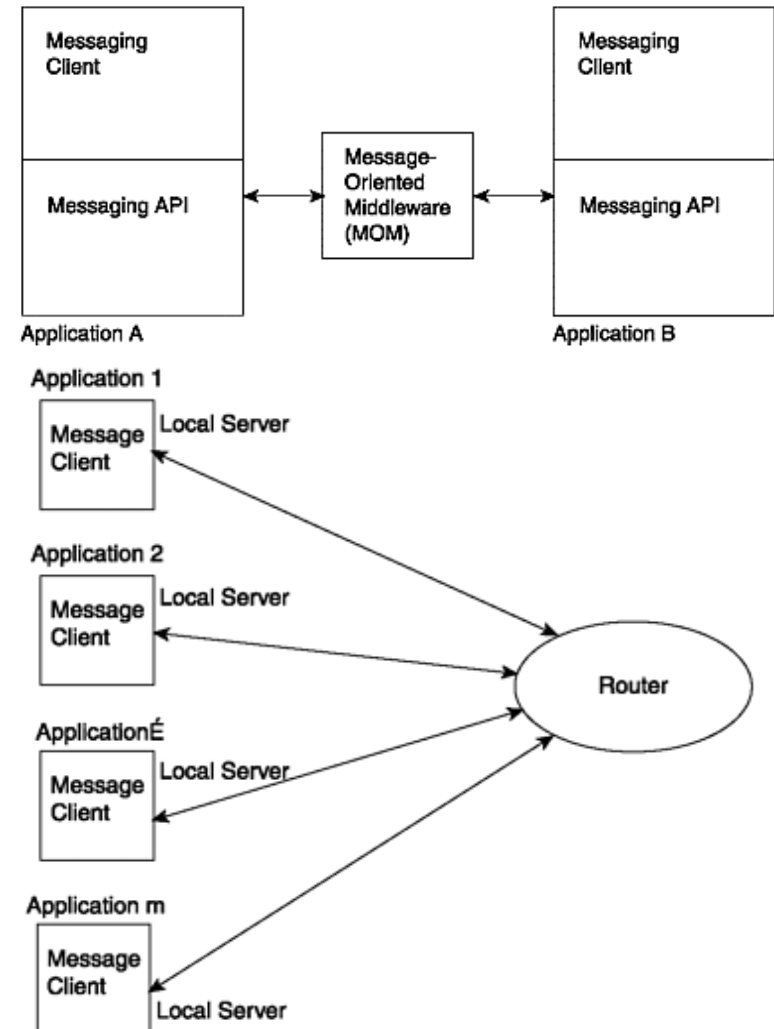 Messaging
Client
Messaging API
Application A
Message-
Oriented
Middleware
(MOM)
Messaging
Client
Messaging API
Application B
Application 1
Message
Client
Local Server
Application 2
Message
Client
Local Server
ApplicationÉ
Message
Client
Local Server
Application m
Message
Client
Local Server
Router